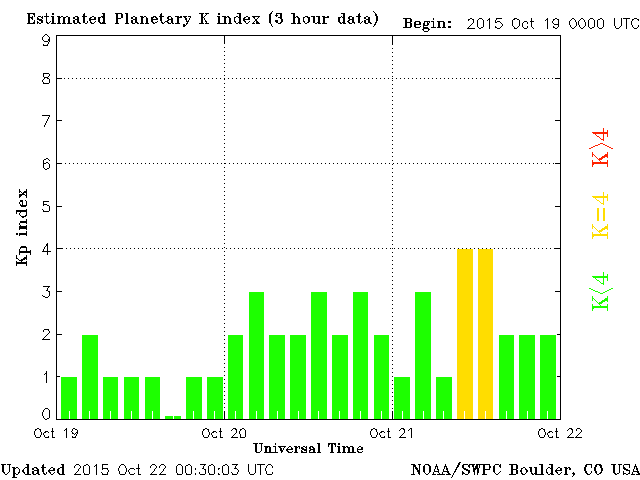 Estimated Planetary K index (3 hour data)
Begin: 2015 Oct 19 0000 UTC
9
8
7
6
5
4
3
2
1
0
Kp index
K>4
K=4
K<4
Oct 19
Oct 20
Oct 21
Oct 22
Universal Time
Updated 2015 Oct 22 00:30:03 UTC
NOAA/SWPC Boulder, CO USA